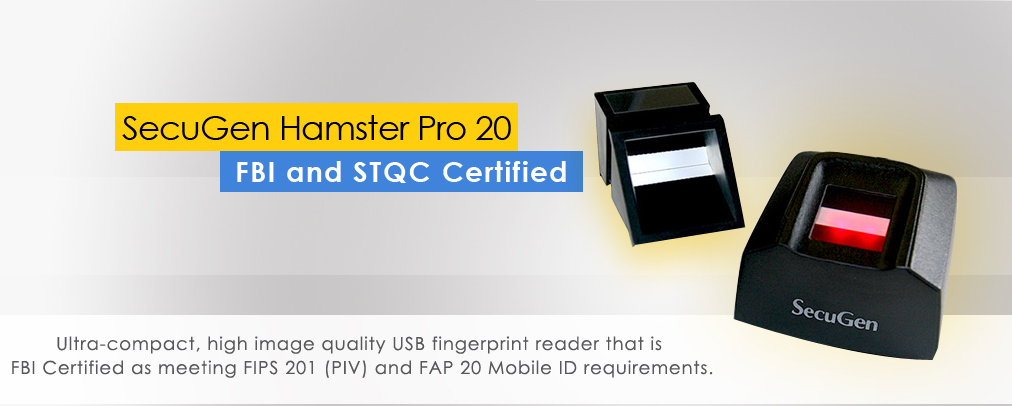 SecuGen Hamster Pro 20
FBI and STQC Certified
SecuGen
Ultra-compact, high image quality USB fingerprint reader that is
FBI Certified as meeting FIPS 201 (PIV) and FAP 20 Mobile ID requirements.